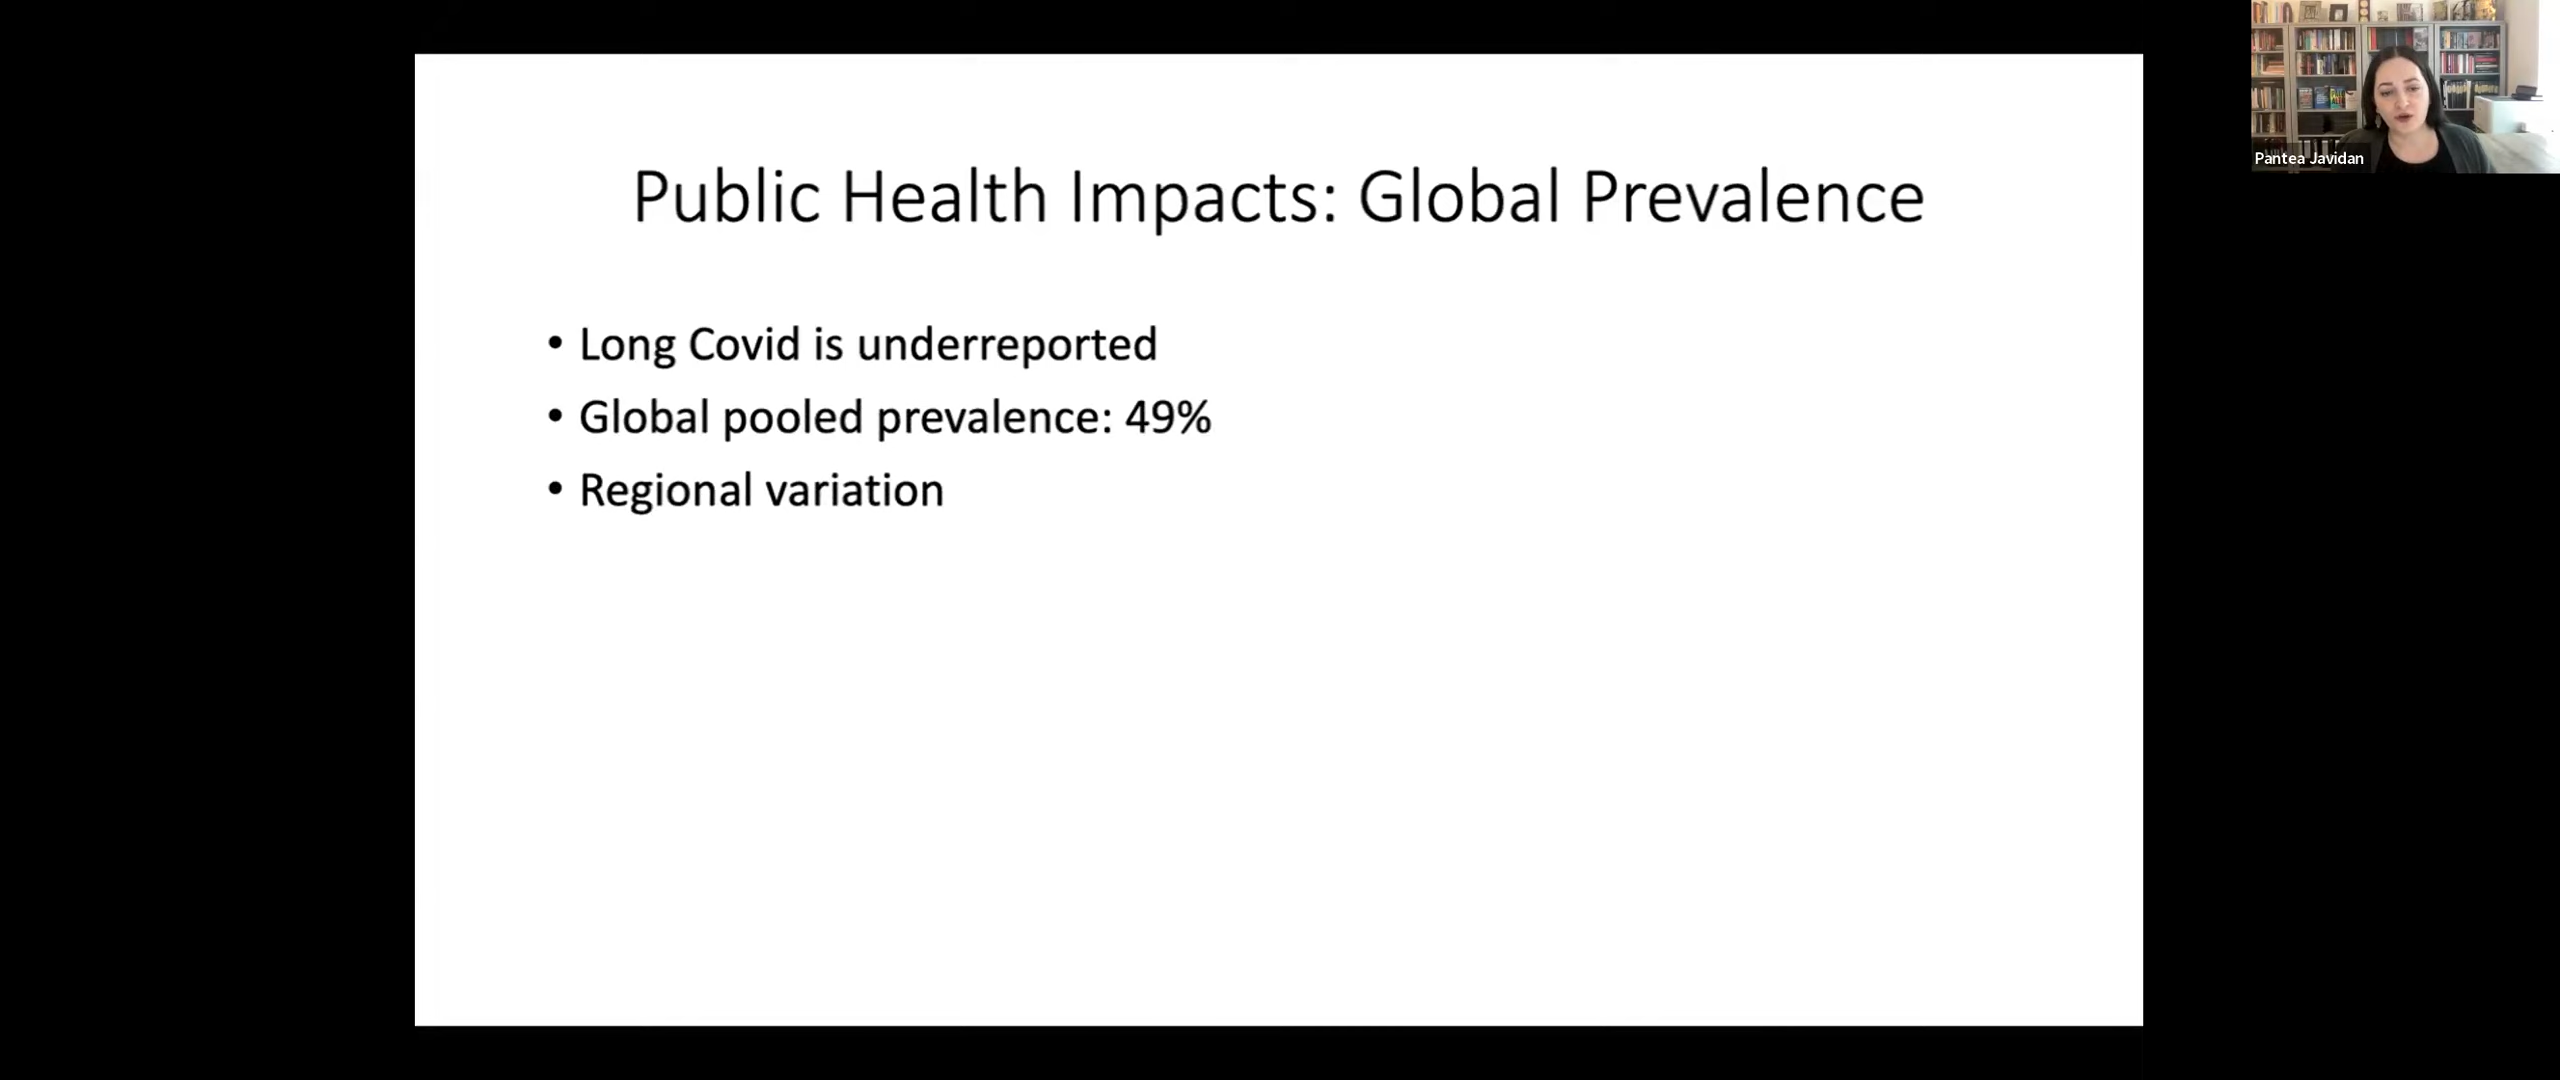 Public Health Impacts: Global Prevalence
• Long Covid is underreported
• Global pooled prevalence: 49%
• Regional variation
Pantea Javidan